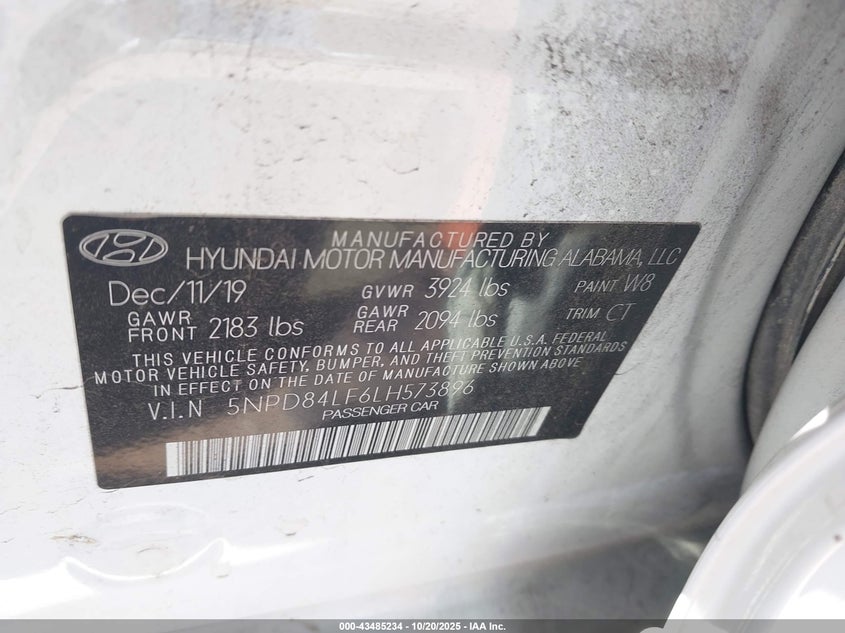 MANUFACTURED BY
HYUNDAI MOTOR MANUFACTURING ALABAMA, LLC
Dec/11/19 GVWR 3924 lbs PAINT W8
GAWR FRONT 2183 lbs GAWR REAR 2094 lbs TRIM CT
THIS VEHICLE CONFORMS TO ALL APPLICABLE U.S.A. FEDERAL
MOTOR VEHICLE SAFETY, BUMPER, AND THEFT PREVENTION STANDARDS
IN EFFECT ON THE DATE OF MANUFACTURE SHOWN ABOVE
V.I.N 5NPD84LF6LH573896
PASSENGER CAR
000-43485234 | 10/20/2025 - IAA Inc.